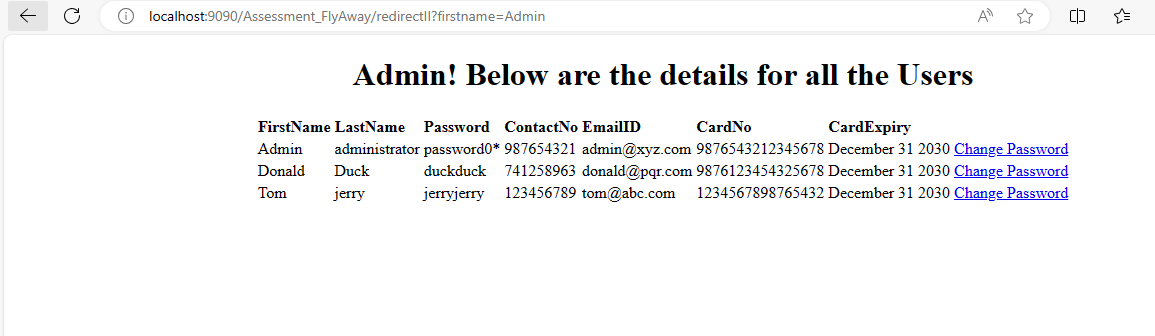 localhost:9090/Assessment_FlyAway/redirectll?firstname=Admin
Admin! Below are the details for all the Users
FirstName LastName Password ContactNo EmailID CardNo CardExpiry
Admin administrator password0* 987654321 admin@xyz.com 9876543212345678 December 31 2030 Change Password
Donald Duck duckduck 741258963 donald@pqr.com 9876123454325678 December 31 2030 Change Password
Tom jerry jerryjerry 123456789 tom@abc.com 1234567898765432 December 31 2030 Change Password